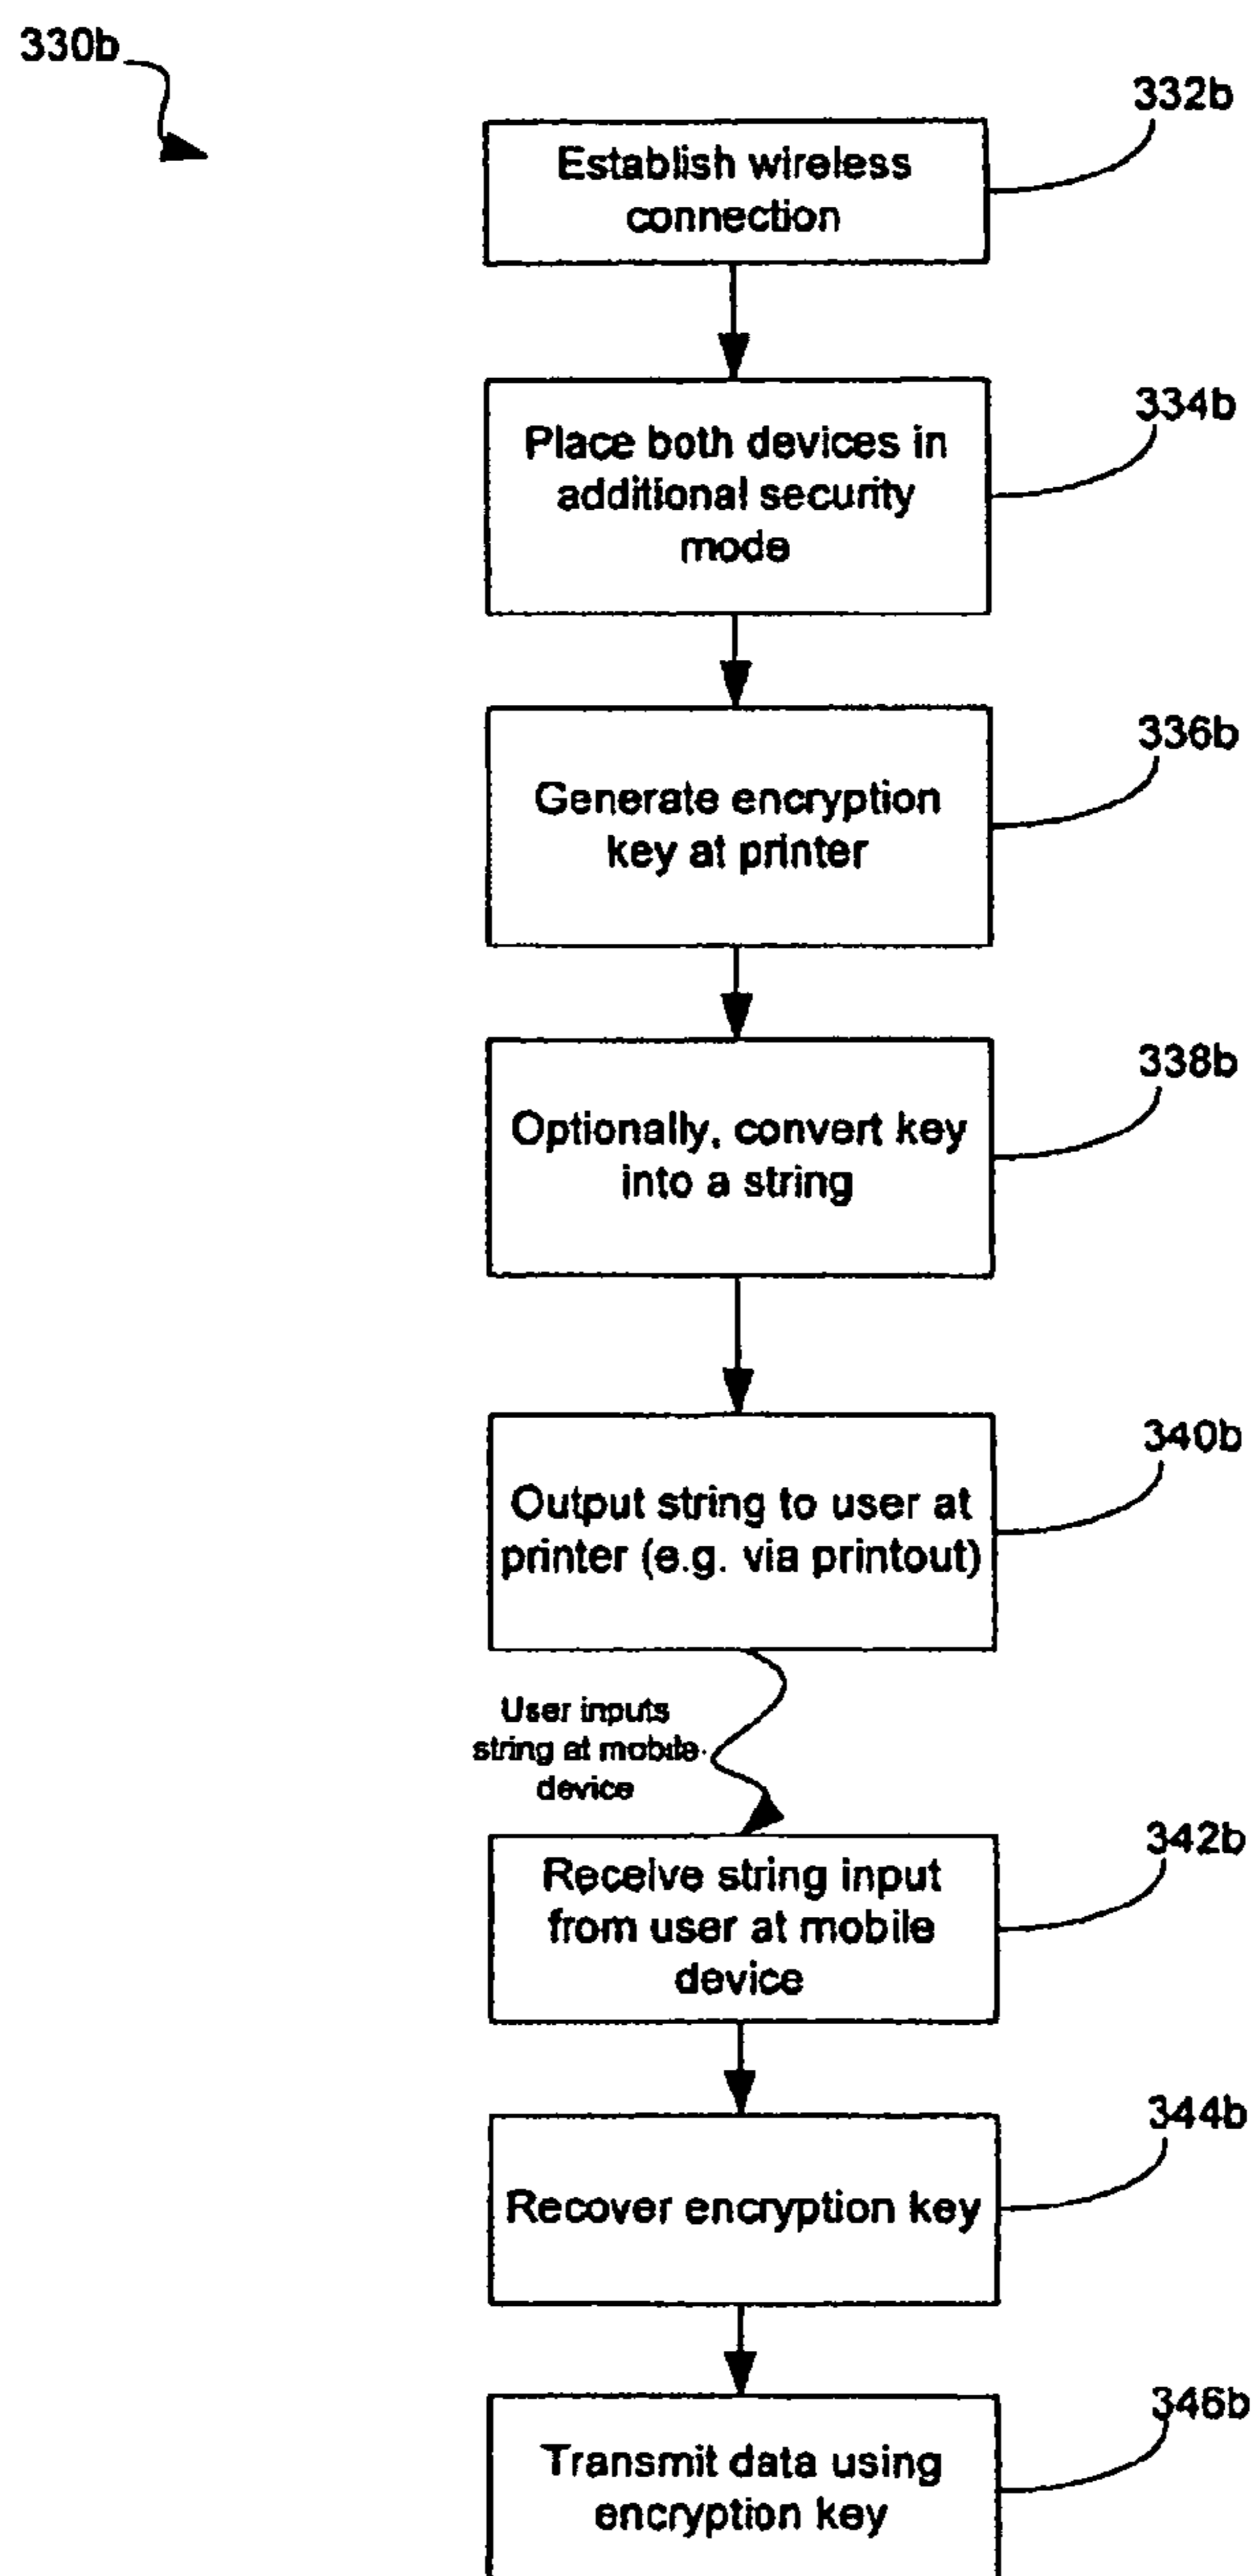 330b
332b
Establish wireless
connection
334b
Place both devices in
additional security
mode
336b
Generate encryption
key at printer
338b
Optionally, convert key
into a string
340b
Output string to user at
printer (e.g. via printout)
User inputs
string at mobile
device
342b
Receive string input
from user at mobile
device
344b
Recover encryption key
346b
Transmit data using
encryption key